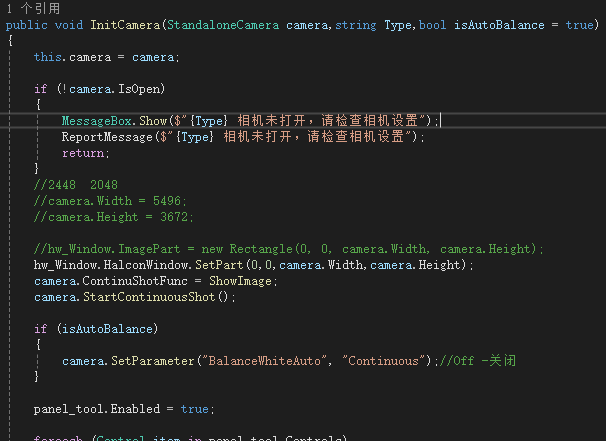 1 个引用
public void InitCamera(StandaloneCamera camera,string Type,bool isAutoBalance = true)
{
this.camera = camera;
if (!camera.IsOpen)
{
MessageBox.Show($"{Type} 相机未打开，请检查相机设置");
ReportMessage($"{Type} 相机未打开，请检查相机设置");
return;
}
//2448  2048
//camera.Width = 5496;
//camera.Height = 3672;
//hw_Window.ImagePart = new Rectangle(0, 0, camera.Width, camera.Height);
hw_Window.HalconWindow.SetPart(0,0,camera.Width,camera.Height);
camera.ContinuShotFunc = ShowImage;
camera.StartContinuousShot();
if (isAutoBalance)
{
camera.SetParameter("BalanceWhiteAuto", "Continuous");//Off -关闭
}
panel_tool.Enabled = true;
foreach (Control item in panel_tool.Controls)